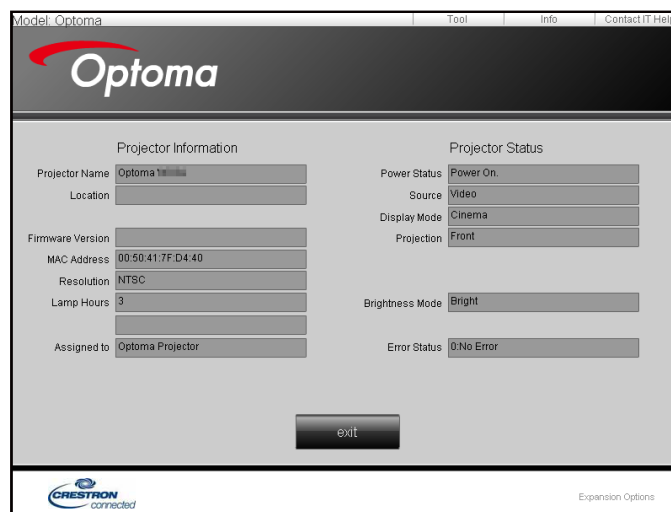 Model: Optoma
Tool Info Contact IT Help
Optoma
Projector Information
Projector Name Optoma
Location
Firmware Version
MAC Address 00:50:41:7F:D4:40
Resolution NTSC
Lamp Hours 3
Assigned to Optoma Projector
Projector Status
Power Status Power On.
Source Video
Display Mode Cinema
Projection Front
Brightness Mode Bright
Error Status 0:No Error
exit
CRESTRON
connected
Expansion Options